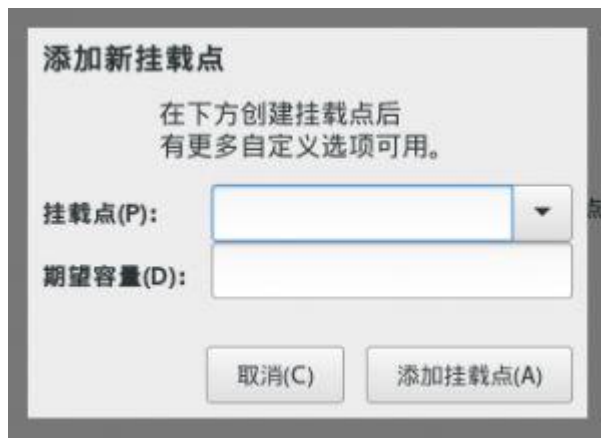 添加新挂载点
在下方创建挂载点后
有更多自定义选项可用。
挂载点(P):
点
期望容量(D):
取消(C)
添加挂载点(A)